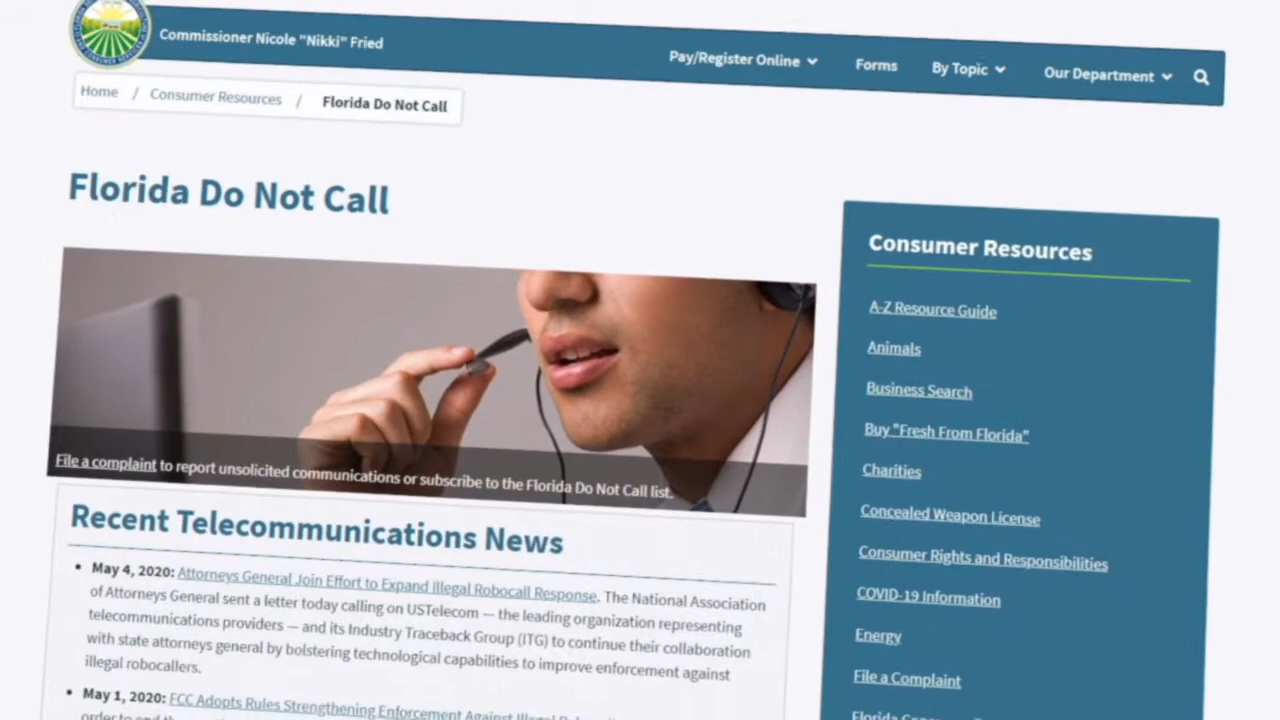 Commissioner Nicole "Nikki" Fried
Pay/Register Online
Forms
By Topic
Our Department
Home / Consumer Resources / Florida Do Not Call
Florida Do Not Call
File a complaint to report unsolicited communications or subscribe to the Florida Do Not Call list.
Recent Telecommunications News
• May 4, 2020: Attorneys General Join Effort to Expand Illegal Robocall Response. The National Association
of Attorneys General sent a letter today calling on USTelecom — the leading organization representing
telecommunications providers — and its Industry Traceback Group (ITG) to continue their collaboration
with state attorneys general by bolstering technological capabilities to improve enforcement against
illegal robocallers.
• May 1, 2020: FCC Adopts Rules Strengthening Enforcement Against Illegal
order to end the
Consumer Resources
A-Z Resource Guide
Animals
Business Search
Buy "Fresh From Florida"
Charities
Concealed Weapon License
Consumer Rights and Responsibilities
COVID-19 Information
Energy
File a Complaint
Florida